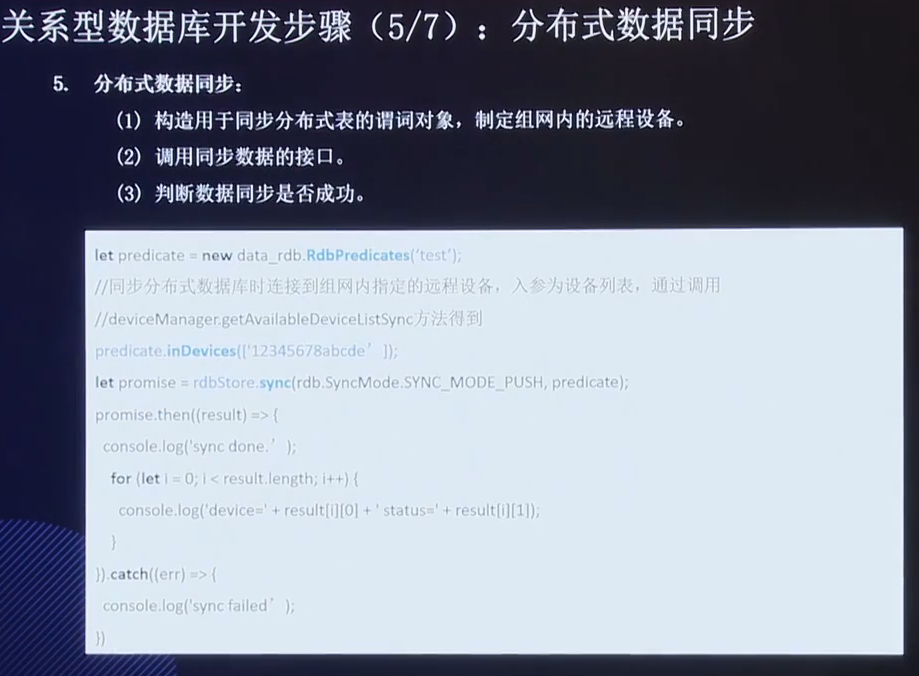 关系型数据库开发步骤（5/7）：分布式数据同步
5. 分布式数据同步：
(1) 构造用于同步分布式表的谓词对象，制定组网内的远程设备。
(2) 调用同步数据的接口。
(3) 判断数据同步是否成功。
let predicate = new data_rdb.RdbPredicates(‘test’);
//同步分布式数据库时连接到组网内指定的远程设备，入参为设备列表，通过调用
//deviceManager.getAvailableDeviceListSync方法得到
predicate.inDevices(['12345678abcde’ ]);
let promise = rdbStore.sync(rdb.SyncMode.SYNC_MODE_PUSH, predicate);
promise.then((result) => {
console.log('sync done.’ );
for (let i = 0; i < result.length; i++) {
console.log('device=' + result[i][0] + ' status=' + result[i][1]);
}
}).catch((err) => {
console.log('sync failed’ );
})